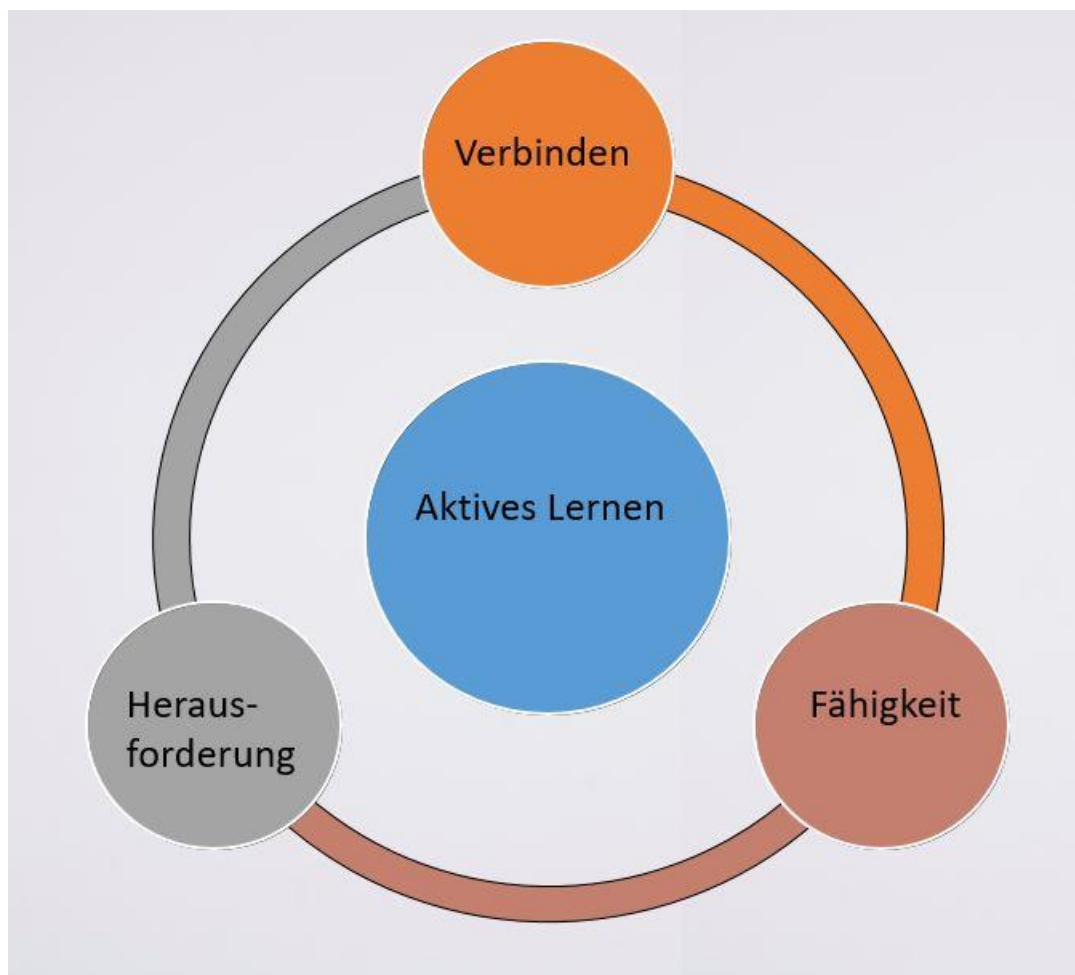 Verbinden
Aktives Lernen
Heraus-
forderung
Fähigkeit